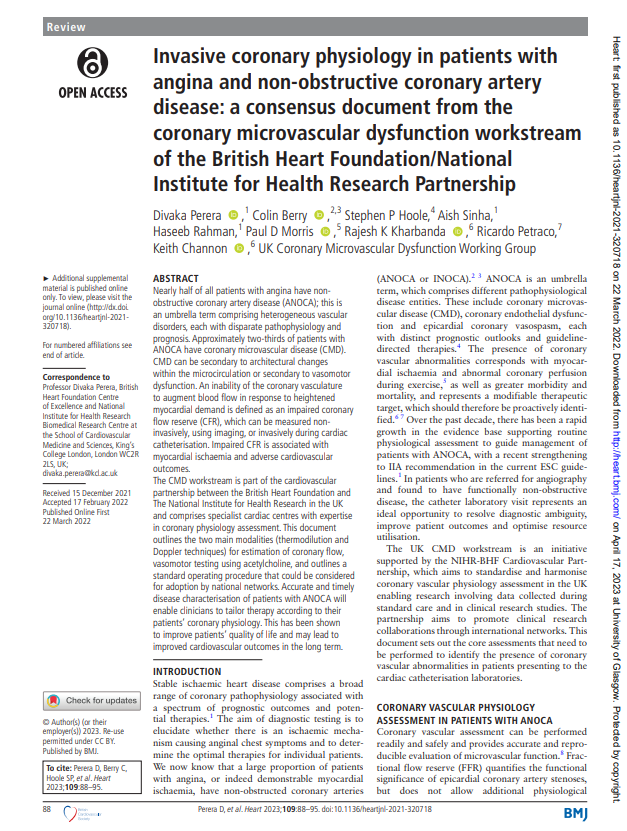 Review
OPEN ACCESS
Invasive coronary physiology in patients with
angina and non-obstructive coronary artery
disease: a consensus document from the
coronary microvascular dysfunction workstream
of the British Heart Foundation/National
Institute for Health Research Partnership
Divaka Perera iD ,1 Colin Berry iD ,2,3 Stephen P Hoole,4 Aish Sinha,1
Haseeb Rahman,1 Paul D Morris iD ,5 Rajesh K Kharbanda iD ,6 Ricardo Petraco,7
Keith Channon iD ,6 UK Coronary Microvascular Dysfunction Working Group
► Additional supplemental
material is published online
only. To view, please visit the
journal online (http://dx.doi.
org/10.1136/heartjnl-2021-
320718).
For numbered affiliations see
end of article.
Correspondence to
Professor Divaka Perera, British
Heart Foundation Centre
of Excellence and National
Institute for Health Research
Biomedical Research Centre at
the School of Cardiovascular
Medicine and Sciences, King's
College London, London WC2R
2LS, UK;
divaka.perera@kcl.ac.uk
Received 15 December 2021
Accepted 17 February 2022
Published Online First
22 March 2022
Check for updates
© Author(s) (or their
employer(s)) 2023. Re-use
permitted under CC BY.
Published by BMJ.
To cite: Perera D, Berry C,
Hoole SP, et al. Heart
2023;109:88–95.
ABSTRACT
Nearly half of all patients with angina have non-
obstructive coronary artery disease (ANOCA); this is
an umbrella term comprising heterogeneous vascular
disorders, each with disparate pathophysiology and
prognosis. Approximately two-thirds of patients with
ANOCA have coronary microvascular disease (CMD).
CMD can be secondary to architectural changes
within the microcirculation or secondary to vasomotor
dysfunction. An inability of the coronary vasculature
to augment blood flow in response to heightened
myocardial demand is defined as an impaired coronary
flow reserve (CFR), which can be measured non-
invasively, using imaging, or invasively during cardiac
catheterisation. Impaired CFR is associated with
myocardial ischaemia and adverse cardiovascular
outcomes.
The CMD workstream is part of the cardiovascular
partnership between the British Heart Foundation and
The National Institute for Health Research in the UK
and comprises specialist cardiac centres with expertise
in coronary physiology assessment. This document
outlines the two main modalities (thermodilution and
Doppler techniques) for estimation of coronary flow,
vasomotor testing using acetylcholine, and outlines a
standard operating procedure that could be considered
for adoption by national networks. Accurate and timely
disease characterisation of patients with ANOCA will
enable clinicians to tailor therapy according to their
patients' coronary physiology. This has been shown
to improve patients' quality of life and may lead to
improved cardiovascular outcomes in the long term.
INTRODUCTION
Stable ischaemic heart disease comprises a broad
range of coronary pathophysiology associated with
a spectrum of prognostic outcomes and poten-
tial therapies.1 The aim of diagnostic testing is to
elucidate whether there is an ischaemic mecha-
nism causing anginal chest symptoms and to deter-
mine the optimal therapies for individual patients.
We now know that a large proportion of patients
with angina, or indeed demonstrable myocardial
ischaemia, have non-obstructed coronary arteries
(ANOCA or INOCA).2 3 ANOCA is an umbrella
term, which comprises different pathophysiological
disease entities. These include coronary microvas-
cular disease (CMD), coronary endothelial dysfunc-
tion and epicardial coronary vasospasm, each
with distinct prognostic outlooks and guideline-
directed therapies.4 The presence of coronary
vascular abnormalities corresponds with myocar-
dial ischaemia and abnormal coronary perfusion
during exercise,5 as well as greater morbidity and
mortality, and represents a modifiable therapeutic
target, which should therefore be proactively identi-
fied.6 7 Over the past decade, there has been a rapid
growth in the evidence base supporting routine
physiological assessment to guide management of
patients with ANOCA, with a recent strengthening
to IIA recommendation in the current ESC guide-
lines.1 In patients who are referred for angiography
and found to have functionally non-obstructive
disease, the catheter laboratory visit represents an
ideal opportunity to resolve diagnostic ambiguity,
improve patient outcomes and optimise resource
utilisation.
The UK CMD workstream is an initiative
supported by the NIHR-BHF Cardiovascular Part-
nership, which aims to standardise and harmonise
coronary vascular physiology assessment in the UK
enabling research involving data collected during
standard care and in clinical research studies. The
partnership aims to promote clinical research
collaborations through international networks. This
document sets out the core assessments that need to
be performed to identify the presence of coronary
vascular abnormalities in patients presenting to the
cardiac catheterisation laboratories.
CORONARY VASCULAR PHYSIOLOGY
ASSESSMENT IN PATIENTS WITH ANOCA
Coronary vascular assessment can be performed
readily and safely and provides accurate and repro-
ducible evaluation of microvascular function.8 Frac-
tional flow reserve (FFR) quantifies the functional
significance of epicardial coronary artery stenoses,
but does not allow additional physiological
88
Perera D, et al. Heart 2023;109:88–95. doi:10.1136/heartjnl-2021-320718
BMJ
Heart: first published as 10.1136/heartjnl-2021-320718 on 22 March 2022. Downloaded from http://heart.bmj.com/ on April 17, 2023 at University of Glasgow. Protected by copyright.